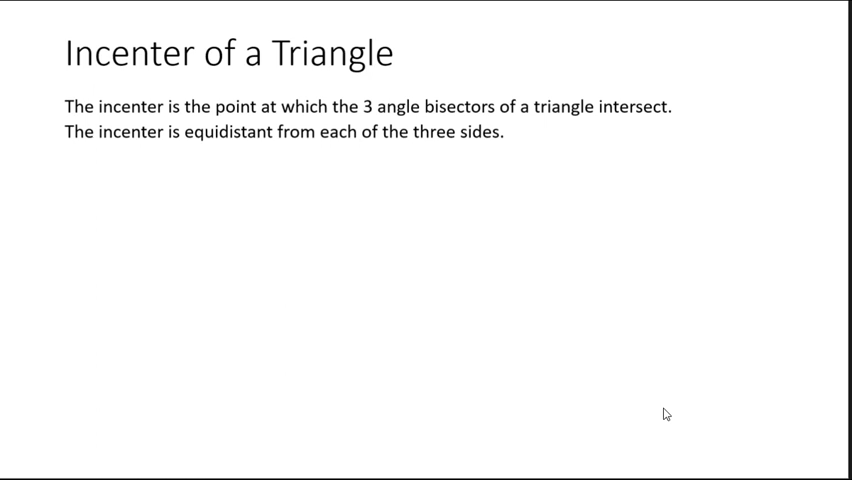 Incenter of a Triangle
The incenter is the point at which the 3 angle bisectors of a triangle intersect.
The incenter is equidistant from each of the three sides.